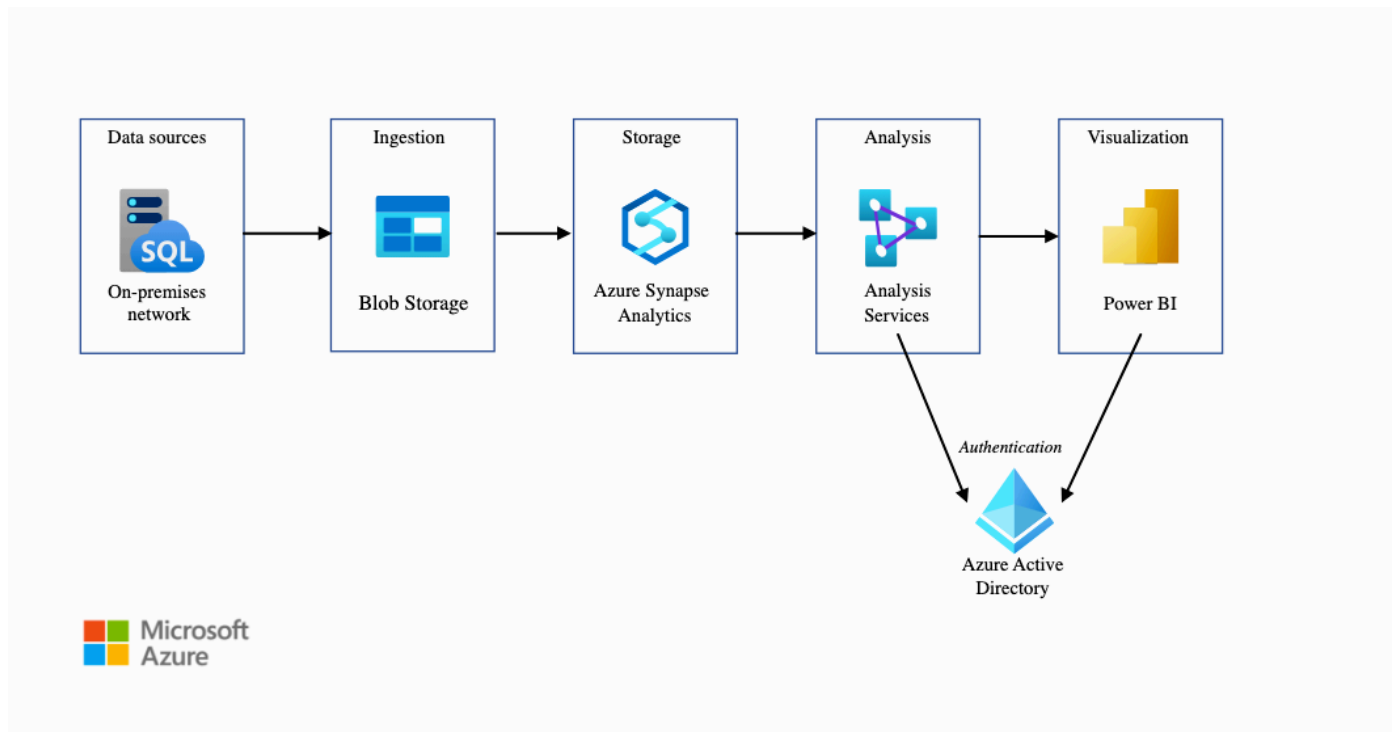 Data sources
SQL
On-premises
network
Ingestion
Blob Storage
Storage
Azure Synapse
Analytics
Analysis
Analysis
Services
Visualization
Power BI
Authentication
Azure Active
Directory
Microsoft
Azure